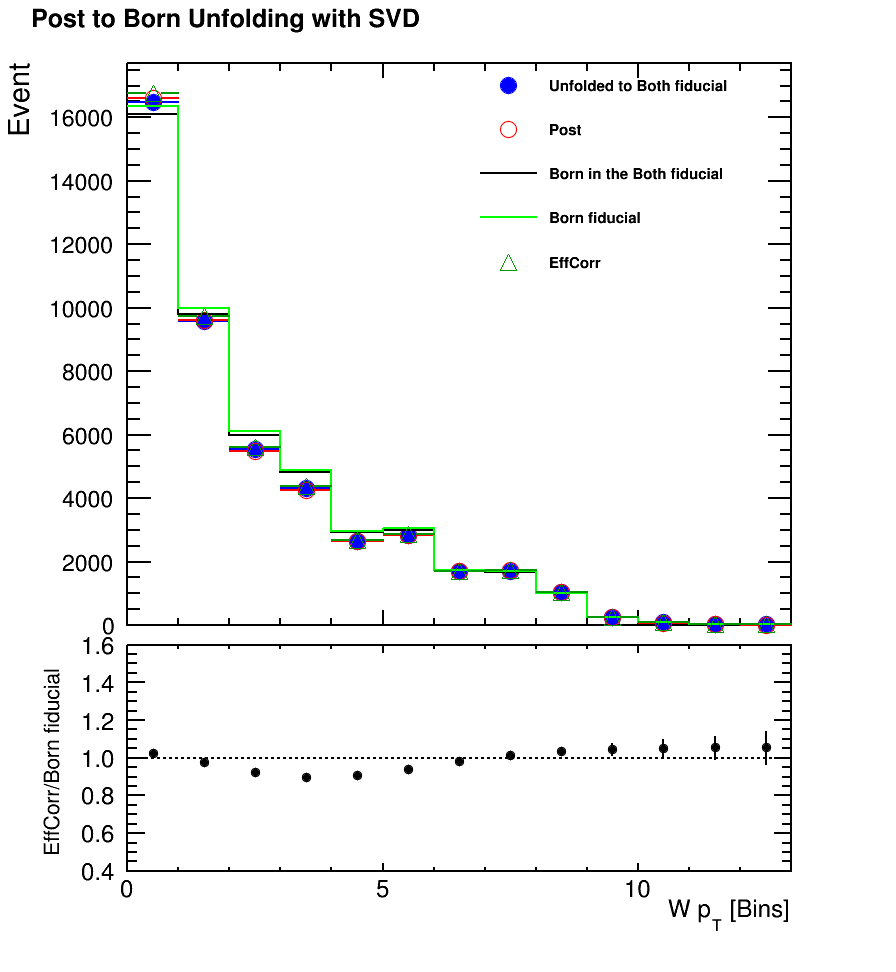 Post to Born Unfolding with SVD
Event
16000
14000
12000
10000
8000
6000
4000
2000
0
Unfolded to Both fiducial
Post
Born in the Both fiducial
Born fiducial
EffCorr
EffCorr/Born fiducial
1.6
1.4
1.2
1.0
0.8
0.6
0.4
0 5 10
W p_T [Bins]